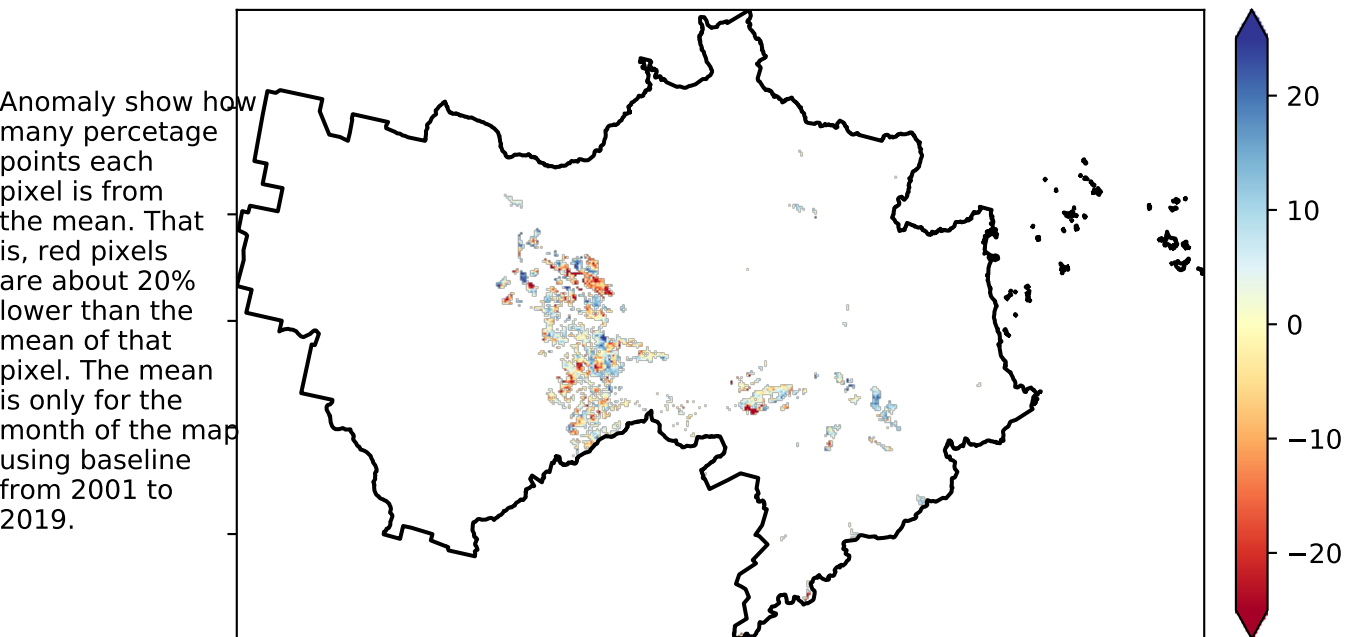 Anomaly show how
many percetage
points each
pixel is from
the mean. That
is, red pixels
are about 20%
lower than the
mean of that
pixel. The mean
is only for the
month of the map
using baseline
from 2001 to
2019.
20
10
0
−10
−20